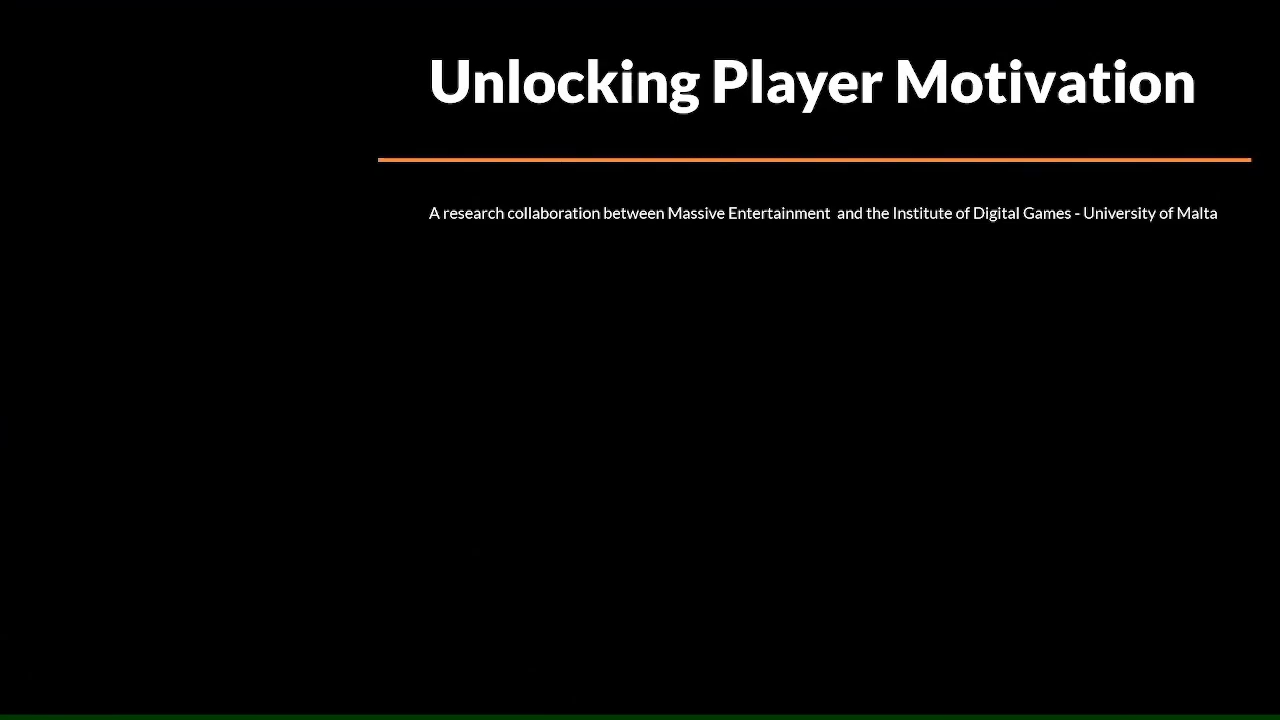 Unlocking Player Motivation
A research collaboration between Massive Entertainment  and the Institute of Digital Games - University of Malta